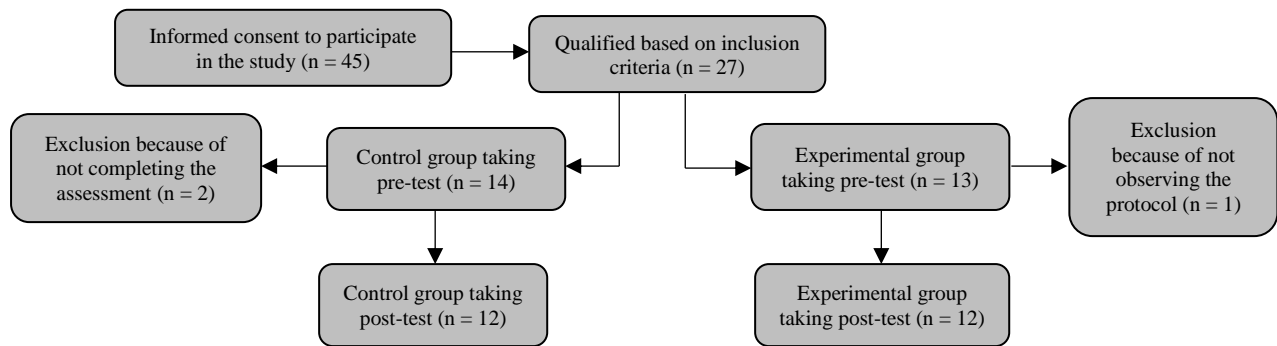 Informed consent to participate
in the study (n = 45)
Qualified based on inclusion
criteria (n = 27)
Exclusion because of
not completing the
assessment (n = 2)
Control group taking
pre-test (n = 14)
Experimental group
taking pre-test (n = 13)
Exclusion
because of not
observing the
protocol (n = 1)
Control group taking
post-test (n = 12)
Experimental group
taking post-test (n = 12)